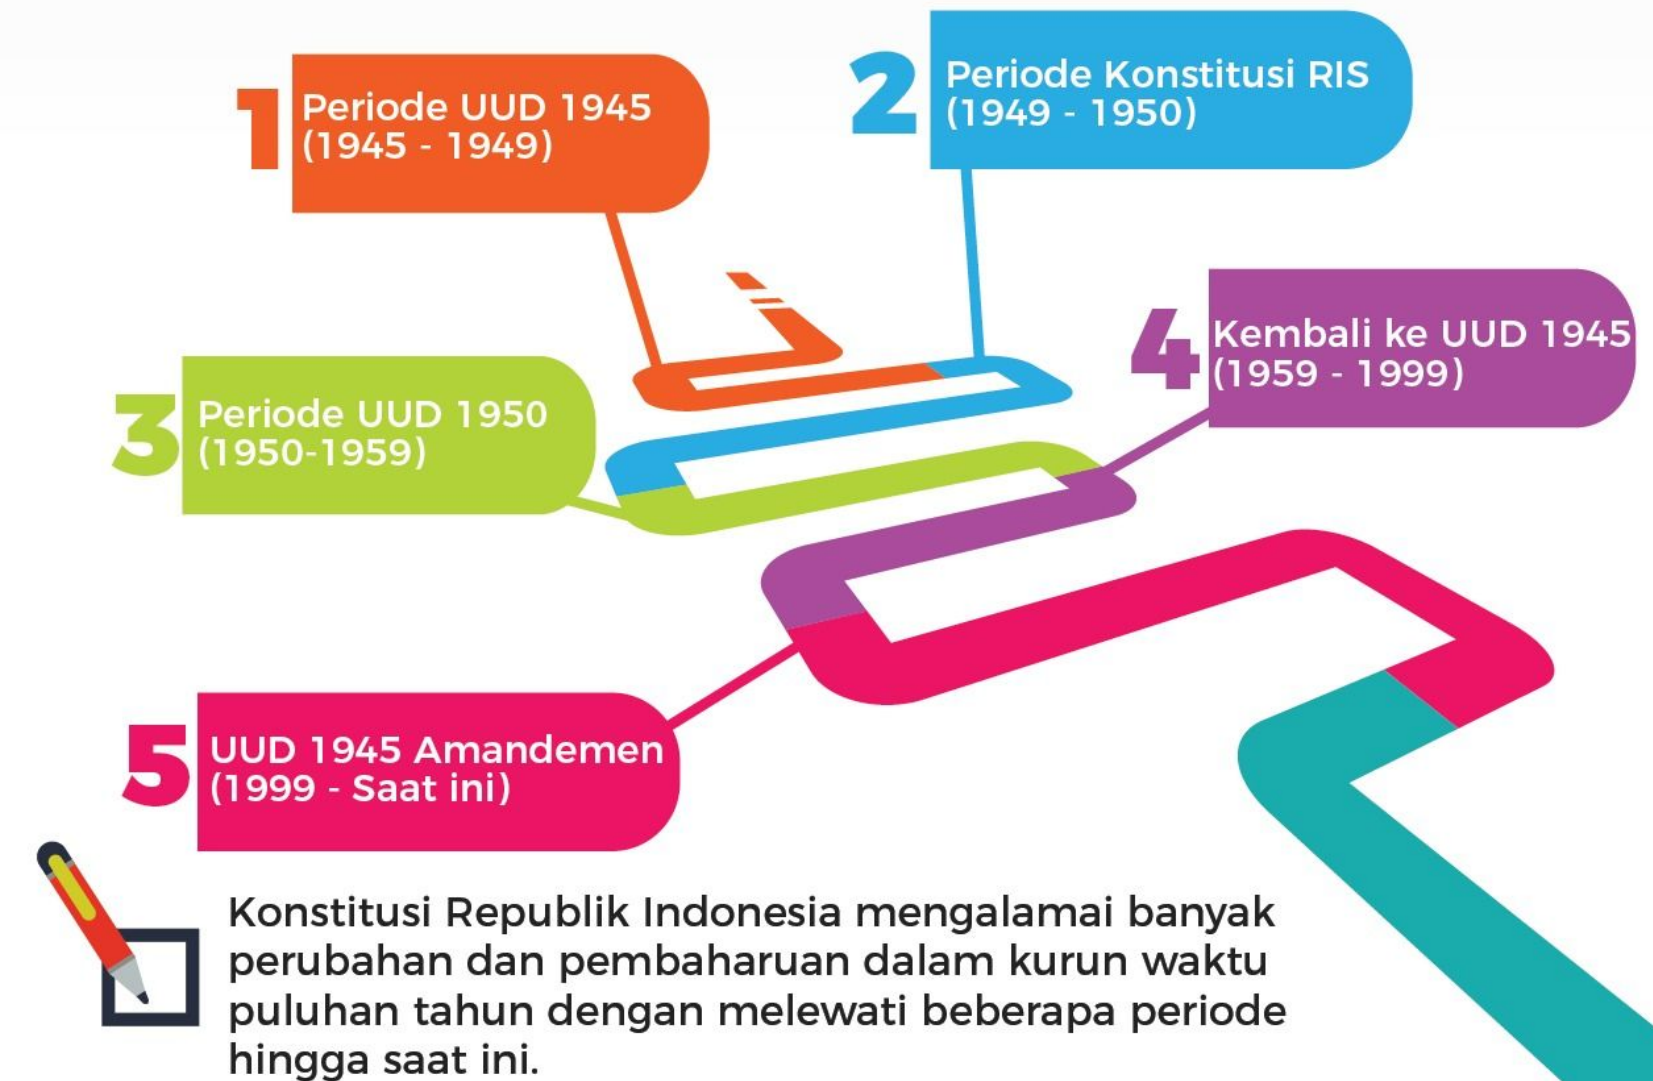 1
Periode UUD 1945
(1945 - 1949)
2
Periode Konstitusi RIS
(1949 - 1950)
3
Periode UUD 1950
(1950-1959)
4
Kembali ke UUD 1945
(1959 - 1999)
5
UUD 1945 Amandemen
(1999 - Saat ini)
Konstitusi Republik Indonesia mengalamai banyak
perubahan dan pembaharuan dalam kurun waktu
puluhan tahun dengan melewati beberapa periode
hingga saat ini.